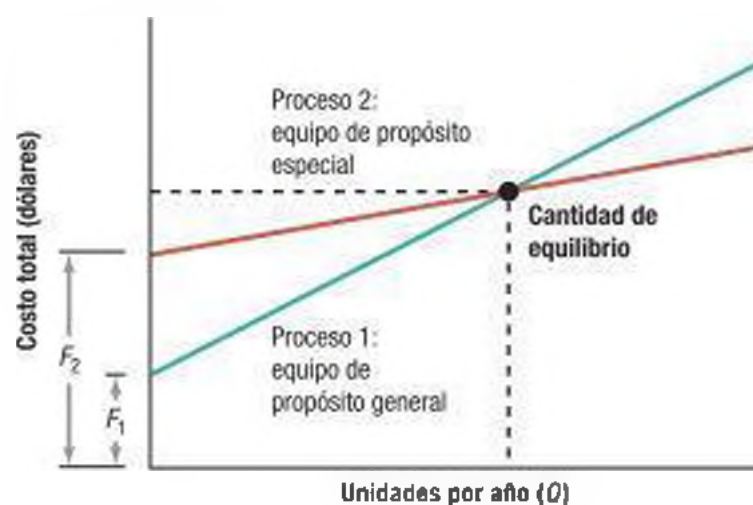 Proceso 2:
equipo de propósito
especial
Costo total (dólares)
Cantidad de
equilibrio
Proceso 1:
equipo de
propósito general
F2
F1
Unidades por año (Q)